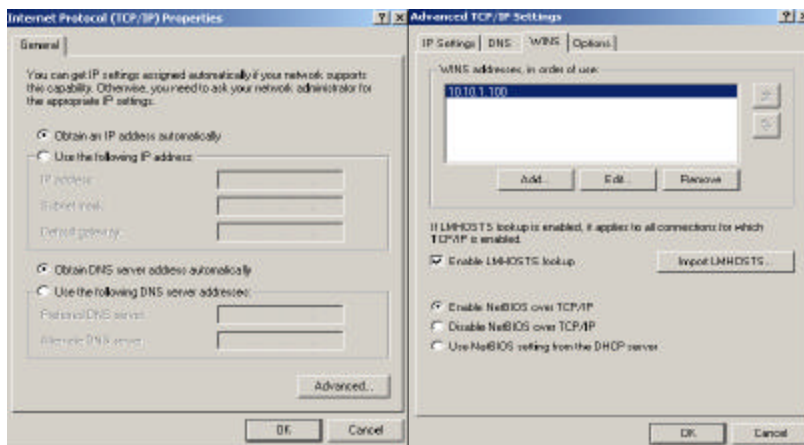 Internet Protocol (TCP/IP) Properties
General
You can get IP settings assigned automatically if your network supports
this capability. Otherwise, you need to ask your network administrator for
the appropriate IP settings.
Obtain an IP address automatically
Use the following IP address:
IP address:
Subnet mask:
Default gateway:
Obtain DNS server address automatically
Use the following DNS server addresses:
Preferred DNS server:
Alternate DNS server:
Advanced...
OK
Cancel
Advanced TCP/IP Settings
IP Settings
DNS
WINS
Options
WINS addresses, in order of use:
10.10.1.100
Add...
Edit...
Remove
If LMHOSTS lookup is enabled, it applies to all connections for which
TCP/IP is enabled.
Enable LMHOSTS lookup
Import LMHOSTS...
Enable NetBIOS over TCP/IP
Disable NetBIOS over TCP/IP
Use NetBIOS setting from the DHCP server
OK
Cancel